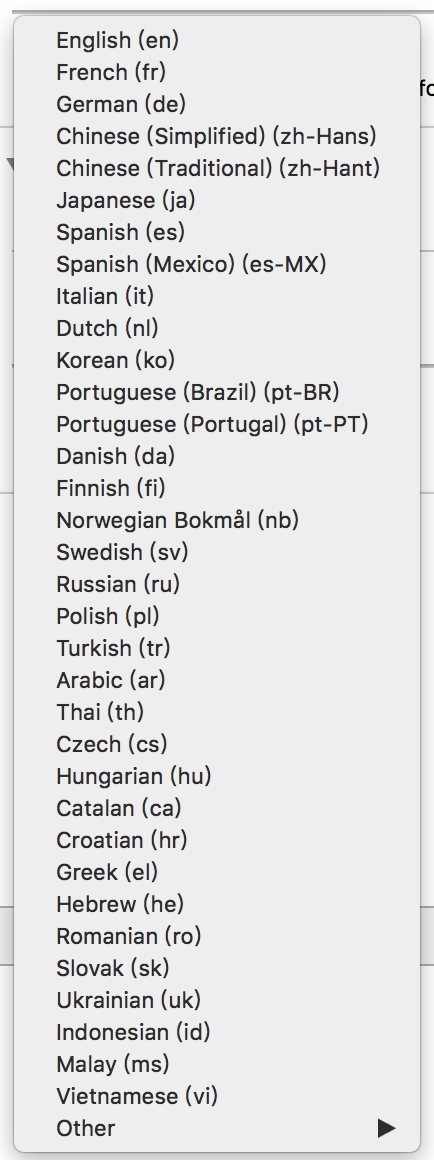 English (en)
French (fr)
German (de)
Chinese (Simplified) (zh-Hans)
Chinese (Traditional) (zh-Hant)
Japanese (ja)
Spanish (es)
Spanish (Mexico) (es-MX)
Italian (it)
Dutch (nl)
Korean (ko)
Portuguese (Brazil) (pt-BR)
Portuguese (Portugal) (pt-PT)
Danish (da)
Finnish (fi)
Norwegian Bokmål (nb)
Swedish (sv)
Russian (ru)
Polish (pl)
Turkish (tr)
Arabic (ar)
Thai (th)
Czech (cs)
Hungarian (hu)
Catalan (ca)
Croatian (hr)
Greek (el)
Hebrew (he)
Romanian (ro)
Slovak (sk)
Ukrainian (uk)
Indonesian (id)
Malay (ms)
Vietnamese (vi)
Other